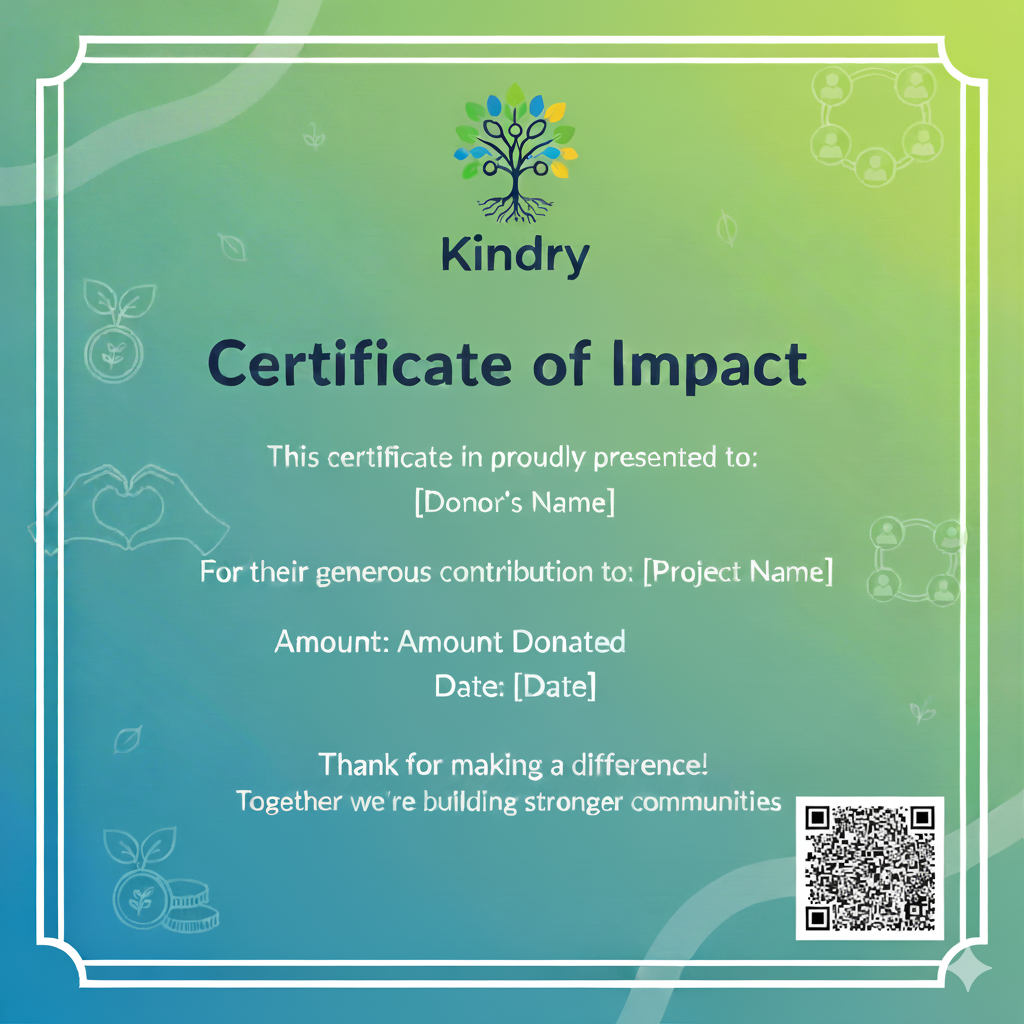 Kindry
Certificate of Impact
This certificate in proudly presented to:
[Donor's Name]
For their generous contribution to: [Project Name]
Amount: Amount Donated
Date: [Date]
Thank for making a difference!
Together we're building stronger communities